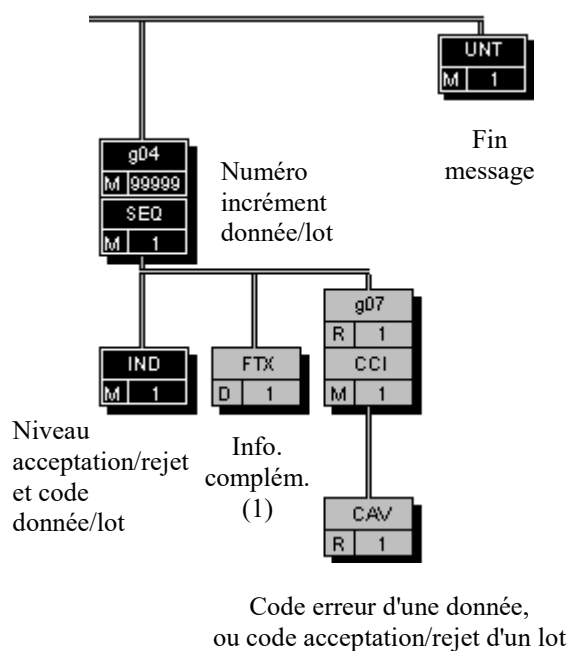 UNT
M 1
Fin
message
g04
M 99999
SEQ
M 1
Numéro
incrément
donnée/lot
g07
R 1
CCI
M 1
IND
M 1
FTX
D 1
Niveau
acceptation/rejet
et code
donnée/lot
Info.
complém.
(1)
CAV
R 1
Code erreur d'une donnée,
ou code acceptation/rejet d'un lot